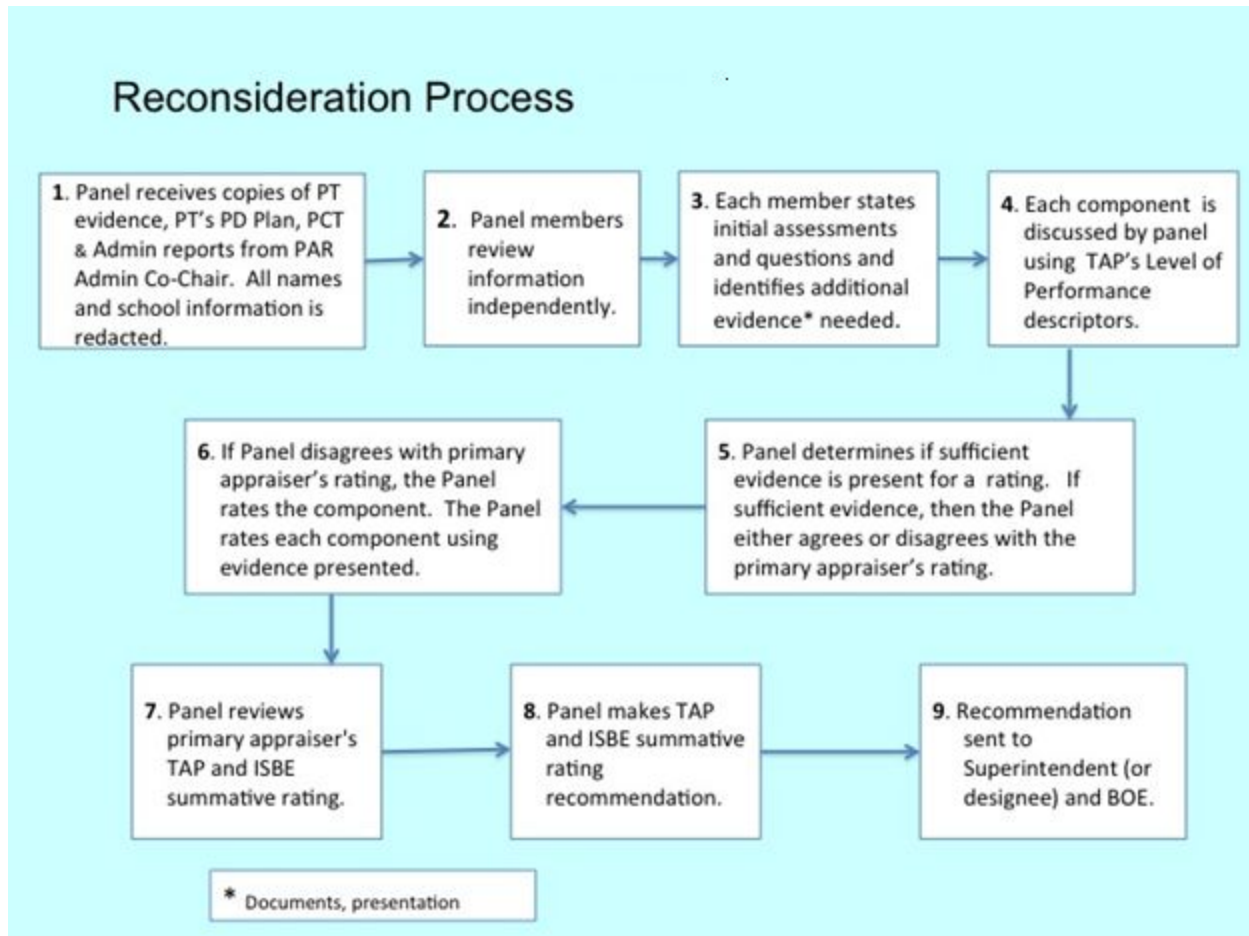 Reconsideration Process
1. Panel receives copies of PT
evidence, PT's PD Plan, PCT
& Admin reports from PAR
Admin Co-Chair. All names
and school information is
redacted.
2. Panel members
review
information
independently.
3. Each member states
initial assessments
and questions and
identifies additional
evidence* needed.
4. Each component is
discussed by panel
using TAP's Level of
Performance
descriptors.
5. Panel determines if sufficient
evidence is present for a rating. If
sufficient evidence, then the Panel
either agrees or disagrees with the
primary appraiser's rating.
6. If Panel disagrees with primary
appraiser's rating, the Panel
rates the component. The Panel
rates each component using
evidence presented.
7. Panel reviews
primary appraiser's
TAP and ISBE
summative rating.
8. Panel makes TAP
and ISBE summative
rating
recommendation.
9. Recommendation
sent to
Superintendent (or
designee) and BOE.
* Documents, presentation